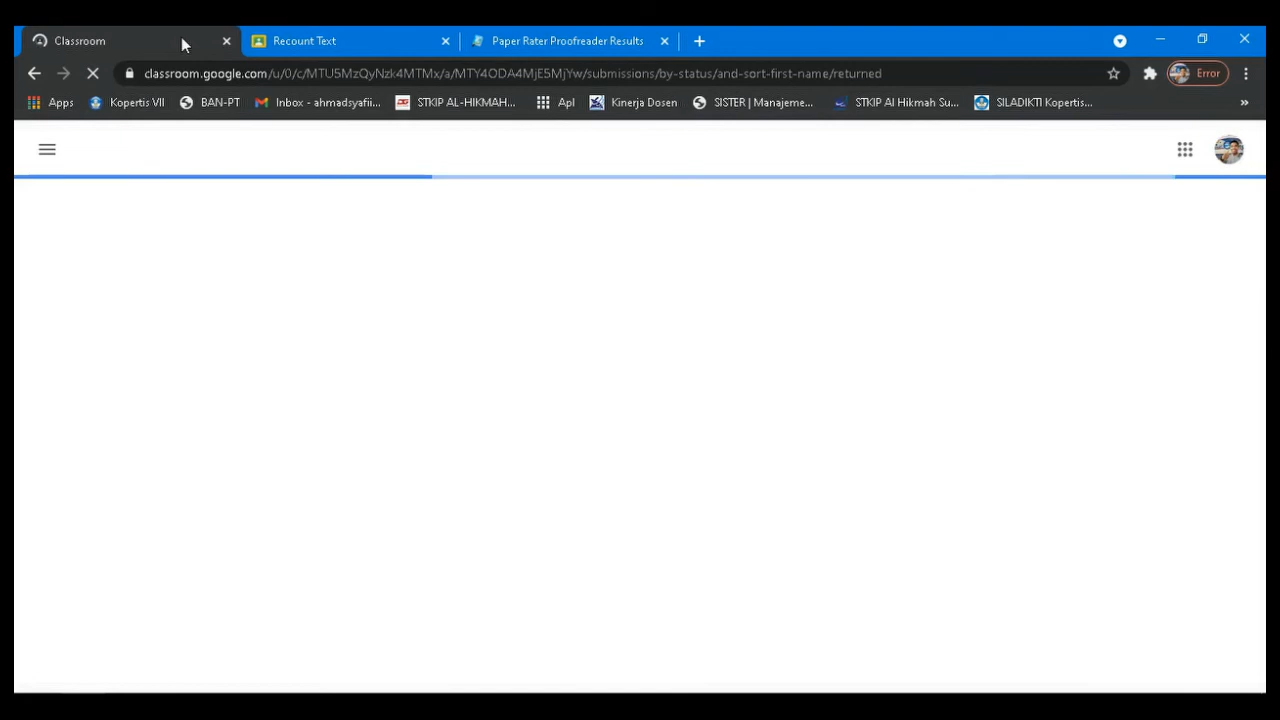 Classroom
Recount Text
Paper Rater Proofreader Results
classroom.google.com/u/0/c/MTU5MzQyNzk4MTMx/a/MTY4ODA4MjE5MjYw/submissions/by-status/and-sort-first-name/returned
Error
Apps
Kopertis VII
BAN-PT
Inbox - ahmadsyafii...
STKIP AL-HIKMAH...
Apl
Kinerja Dosen
SISTER | Manajeme...
STKIP Al Hikmah Su...
SILADIKTI Kopertis...